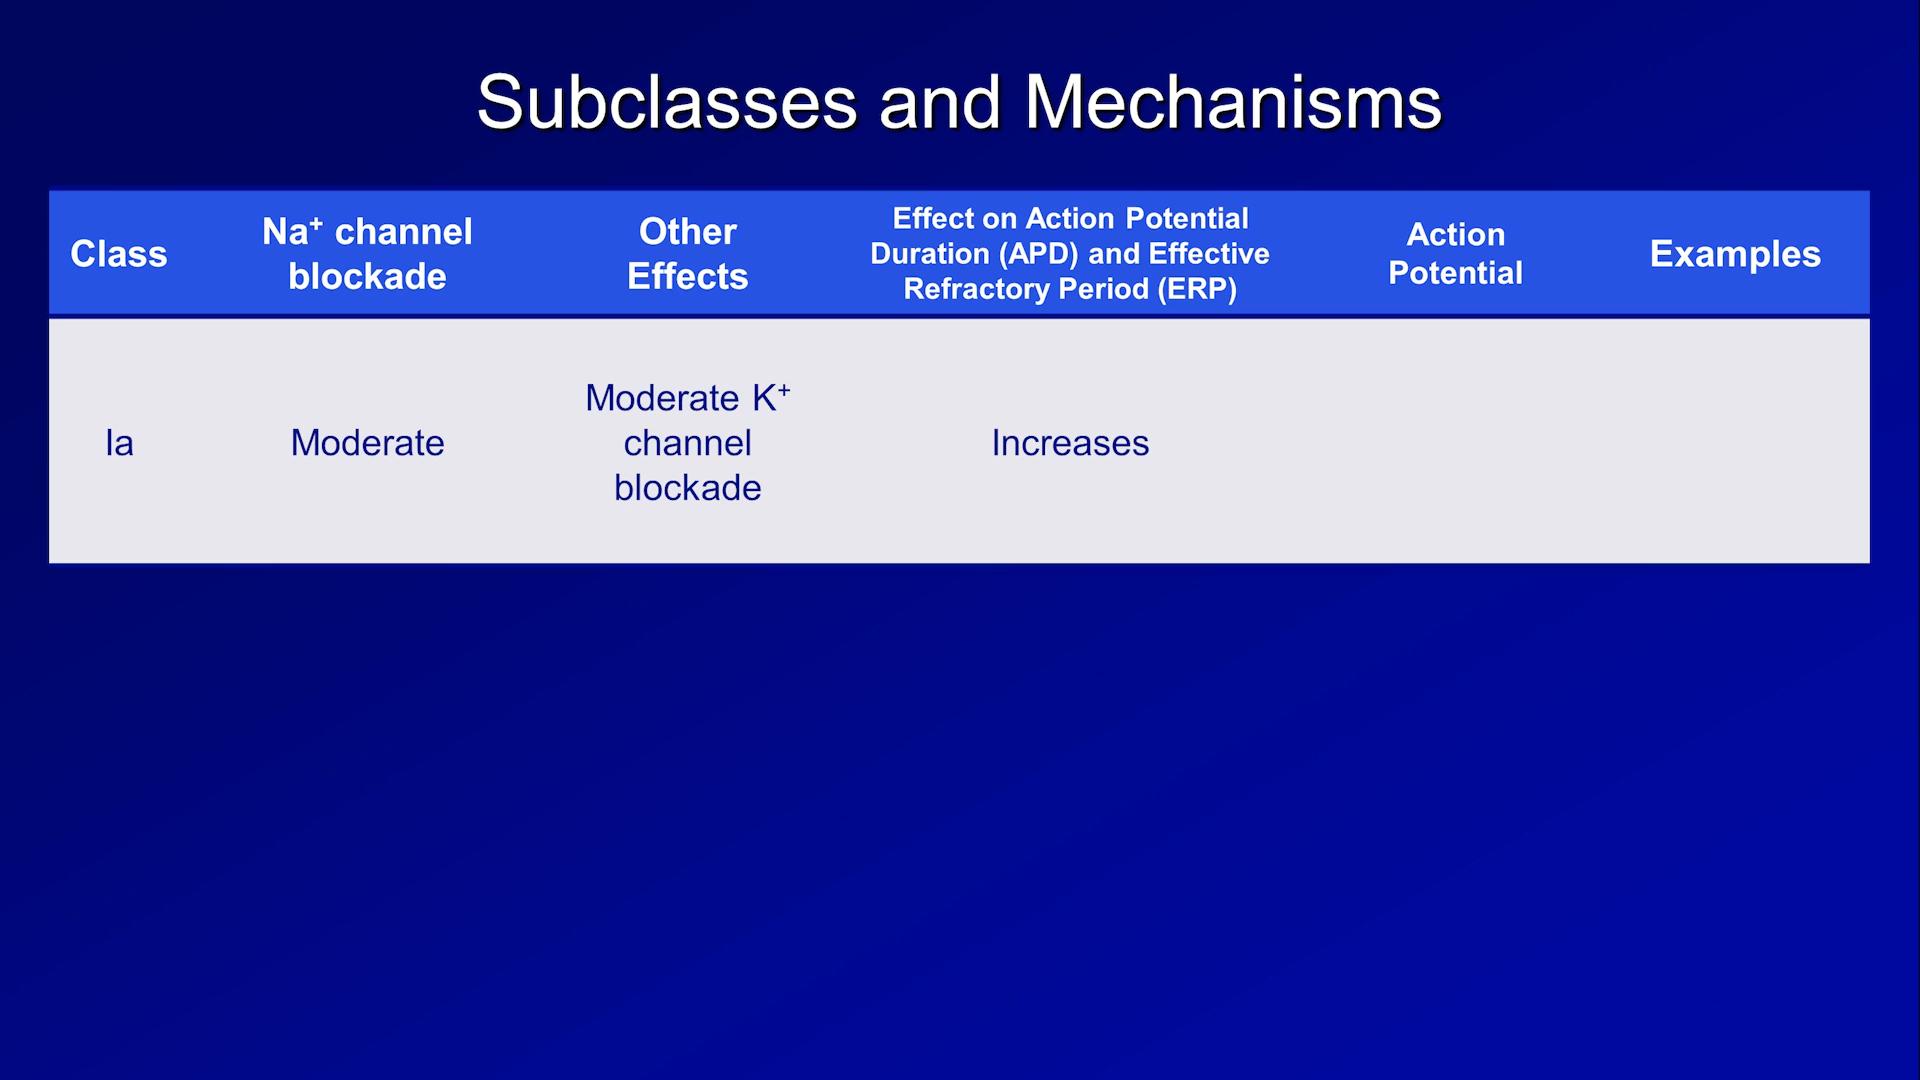 Subclasses and Mechanisms
Class
Na⁺ channel
blockade
Other
Effects
Effect on Action Potential
Duration (APD) and Effective
Refractory Period (ERP)
Action
Potential
Examples
Ia
Moderate
Moderate K⁺
channel
blockade
Increases